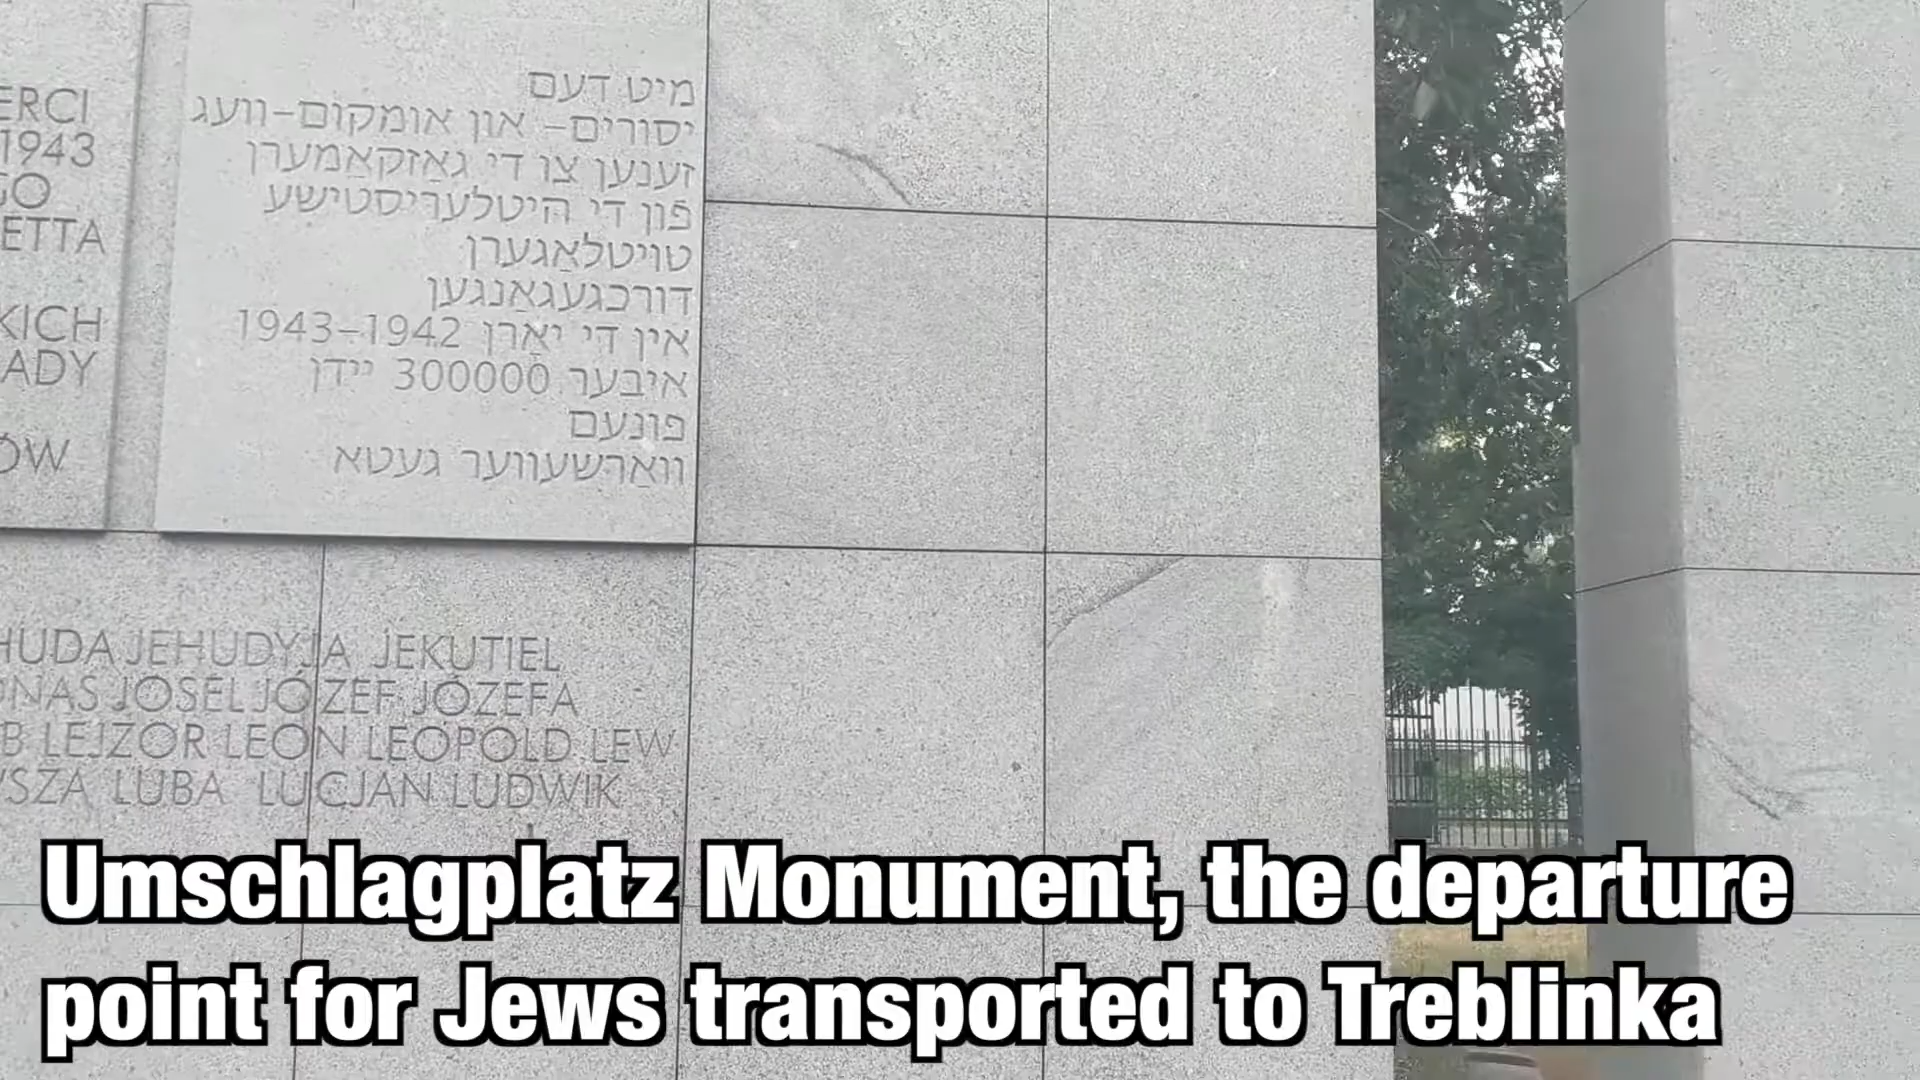 ERCI
1943
GO
ETTA
KICH
ADY
ÓW
מיט דעם
יסורים- און אומקום-וועג
זענען צו די גאַזקאַמערן
פֿון די היטלעריסטישע
טויטלאַגערן
דורכגעגאַנגען
אין די יאַרן 1942-1943
איבער 300000 יידן
פונעם
וואַרשעווער געטא
HUDA JEHUDYJA JEKUTIEL
ONAS JOSEL JÓZEF JÓZEFA
B LEJZOR LEON LEOPOLD LEW
WSZA LUBA LUCJAN LUDWIK
Umschlagplatz Monument, the departure
point for Jews transported to Treblinka